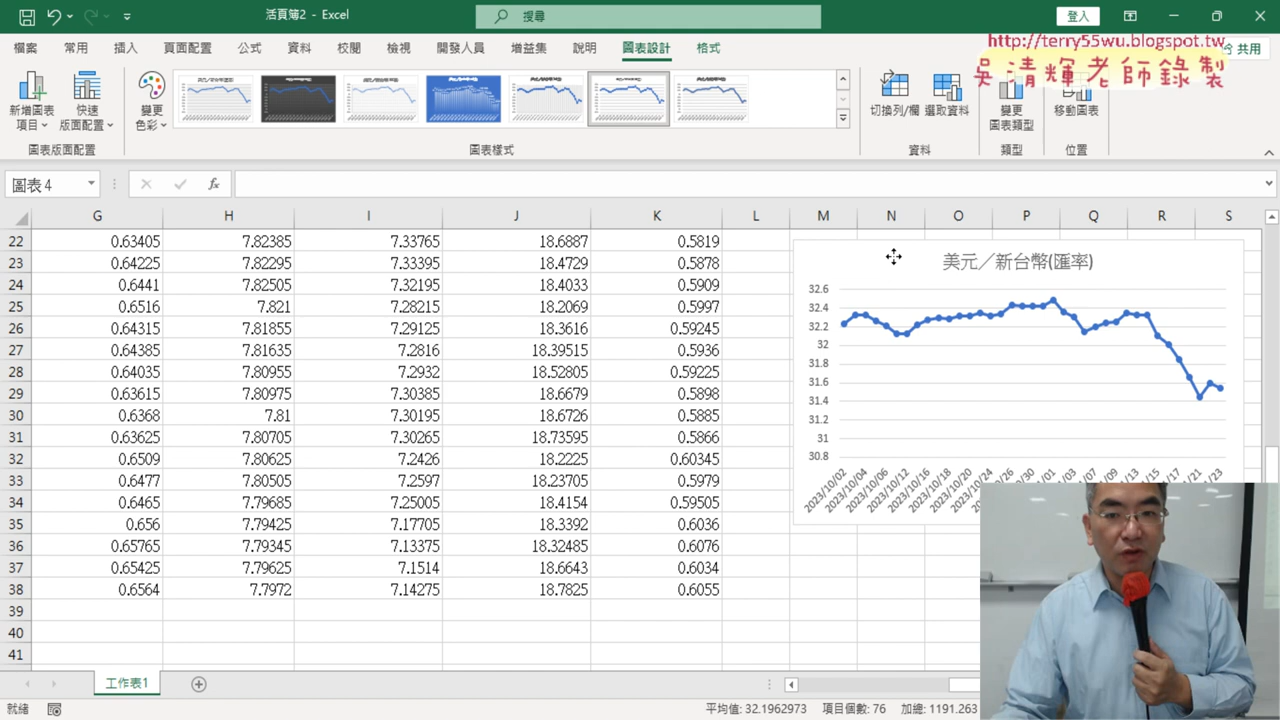 活頁簿2 - Excel
搜尋
登入
檔案 常用 插入 頁面配置 公式 資料 校閱 檢視 開發人員 增益集 說明 圖表設計 格式
共用
http://terry55wu.blogspot.tw
吳清輝老師錄製
新增圖表項目
快速版面配置
變更色彩
切換列/欄
選取資料
變更圖表類型
移動圖表
圖表版面配置
圖表樣式
資料
類型
位置
圖表 4
fx
G H I J K L M N O P Q R S
22 0.63405 7.82385 7.33765 18.6887 0.5819
23 0.64225 7.82295 7.33395 18.4729 0.5878
24 0.6441 7.82505 7.32195 18.4033 0.5909
25 0.6516 7.821 7.28215 18.2069 0.5997
26 0.64315 7.81855 7.29125 18.3616 0.59245
27 0.64385 7.81635 7.2816 18.39515 0.5936
28 0.64035 7.80955 7.2932 18.52805 0.59225
29 0.63615 7.80975 7.30385 18.6679 0.5898
30 0.6368 7.81 7.30195 18.6726 0.5885
31 0.63625 7.80705 7.30265 18.73595 0.5866
32 0.6509 7.80625 7.2426 18.2225 0.60345
33 0.6477 7.80505 7.2597 18.23705 0.5979
34 0.6465 7.79685 7.25005 18.4154 0.59505
35 0.656 7.79425 7.17705 18.3392 0.6036
36 0.65765 7.79345 7.13375 18.32485 0.6076
37 0.65425 7.79625 7.1514 18.6643 0.6034
38 0.6564 7.7972 7.14275 18.7825 0.6055
39
40
41
美元／新台幣(匯率)
32.6
32.4
32.2
32
31.8
31.6
31.4
31.2
31
30.8
2023/10/02
2023/10/04
2023/10/06
2023/10/12
2023/10/16
2023/10/18
2023/10/20
工作表1
就緒
平均值: 32.1962973 項目個數: 76 加總: 1191.263